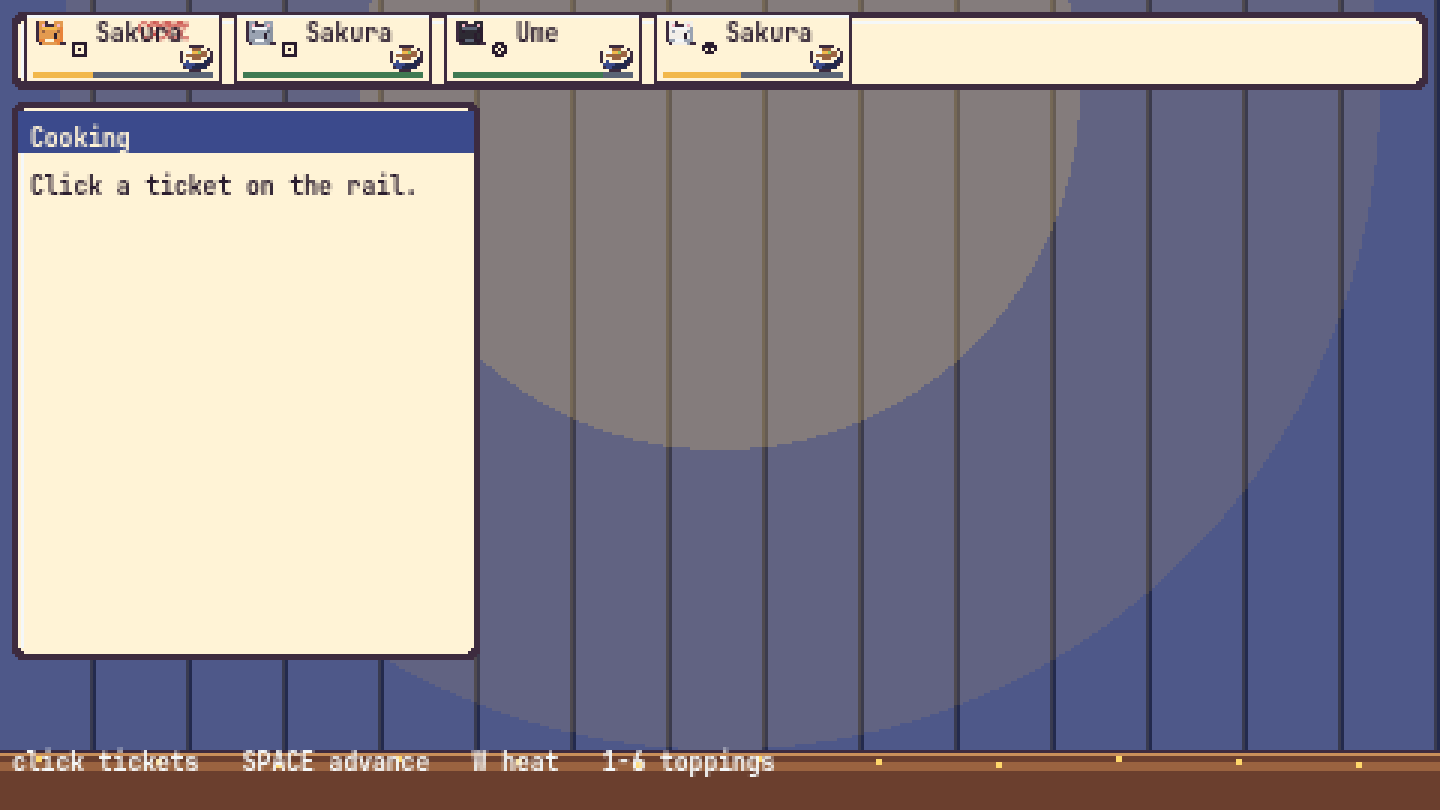 Sakura
Sakura
Ume
Sakura
Cooking
Click a ticket on the rail.
click tickets SPACE advance W heat 1-6 toppings